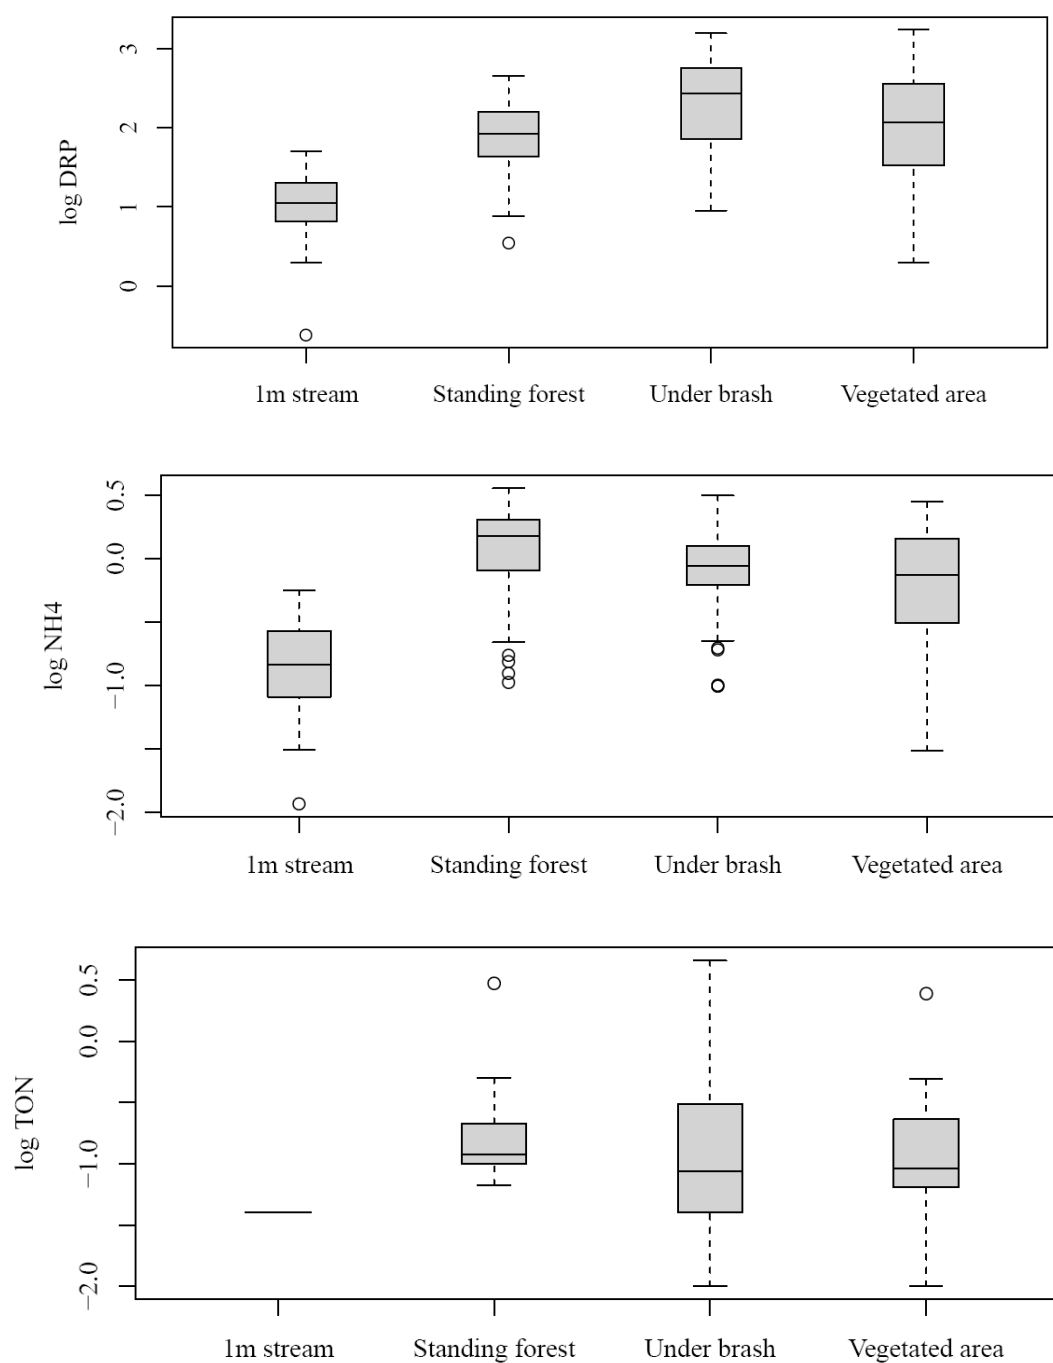 log DRP
3
2
1
0
1m stream Standing forest Under brash Vegetated area
log NH4
0.5
0.0
−1.0
−2.0
1m stream Standing forest Under brash Vegetated area
log TON
0.5
0.0
−1.0
−2.0
1m stream Standing forest Under brash Vegetated area